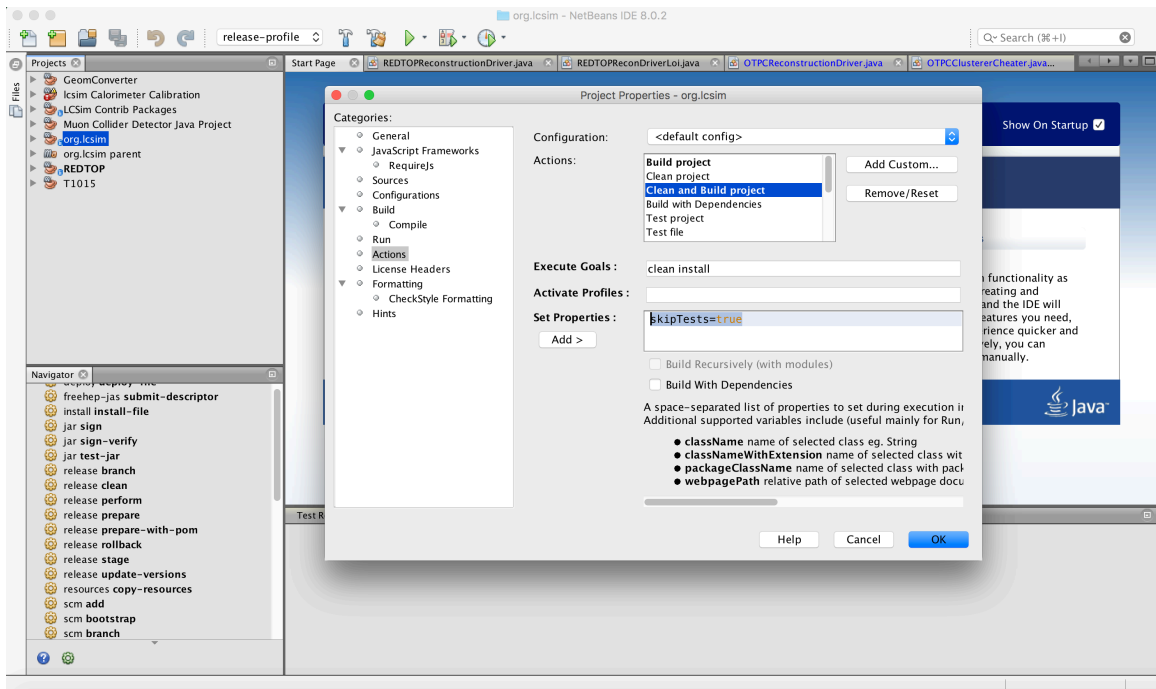 org.lcsim - NetBeans IDE 8.0.2
release-profile
Search (⌘+I)
Files
Projects
GeomConverter
lcsim Calorimeter Calibration
LCSim Contrib Packages
Muon Collider Detector Java Project
org.lcsim
org.lcsim parent
REDTOP
T1015
Start Page
REDTOPReconstructionDriver.java
REDTOPReconDriverLoi.java
OTPCReconstructionDriver.java
OTPCClustererCheater.java...
Show On Startup
Project Properties - org.lcsim
Categories:
General
JavaScript Frameworks
RequireJs
Sources
Configurations
Build
Compile
Run
Actions
License Headers
Formatting
CheckStyle Formatting
Hints
Configuration:
<default config>
Actions:
Build project
Clean project
Clean and Build project
Build with Dependencies
Test project
Test file
Add Custom...
Remove/Reset
Execute Goals :
clean install
Activate Profiles :
Set Properties :
skipTests=true
Add >
Build Recursively (with modules)
Build With Dependencies
A space-separated list of properties to set during execution
Additional supported variables include (useful mainly for Run,
className name of selected class eg. String
classNameWithExtension name of selected class wit
packageClassName name of selected class with pack
webpagePath relative path of selected webpage docu
Help
Cancel
OK
functionality as
reating and
and the IDE will
eatures you need,
rience quicker and
vely, you can
manually.
Java
Test R
Navigator
deploy deploy-file
freehep-jas submit-descriptor
install install-file
jar sign
jar sign-verify
jar test-jar
release branch
release clean
release perform
release prepare
release prepare-with-pom
release rollback
release stage
release update-versions
resources copy-resources
scm add
scm bootstrap
scm branch